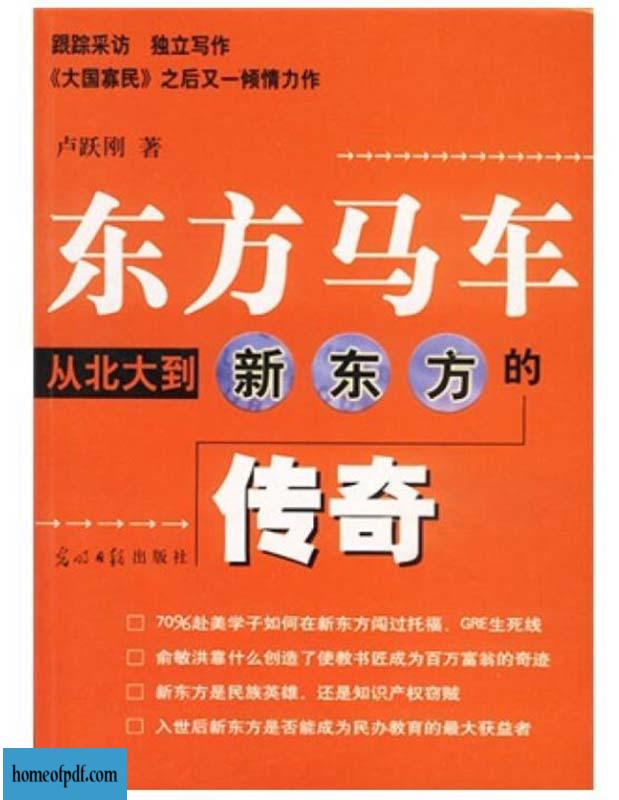 跟踪采访 独立写作
《大国寡民》之后又一倾情力作
卢跃刚 著
东方马车
从北大到新东方的
传奇
光明日报出版社
□ 70%赴美学子如何在新东方闯过托福、GRE生死线
□ 俞敏洪靠什么创造了使教书匠成为百万富翁的奇迹
□ 新东方是民族英雄,还是知识产权窃贼
□ 入世后新东方是否能成为民办教育的最大获益者
homeofpdf.com